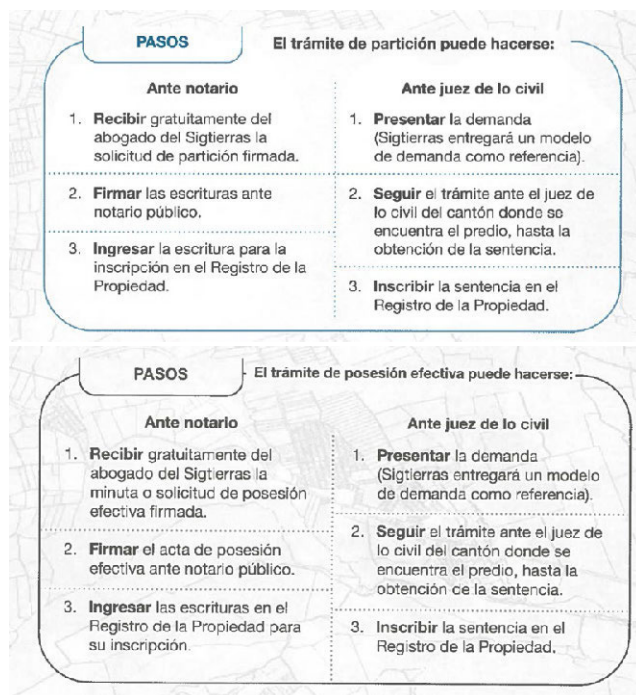 PASOS
El trámite de partición puede hacerse:
Ante notario
1. Recibir gratuitamente del
abogado del Sigtierras la
solicitud de partición firmada.
2. Firmar las escrituras ante
notario público.
3. Ingresar la escritura para la
inscripción en el Registro de la
Propiedad.
Ante juez de lo civil
1. Presentar la demanda
(Sigtierras entregará un modelo
de demanda como referencia).
2. Seguir el trámite ante el juez de
lo civil del cantón donde se
encuentra el predio, hasta la
obtención de la sentencia.
3. Inscribir la sentencia en el
Registro de la Propiedad.
PASOS
El trámite de posesión efectiva puede hacerse:
Ante notario
1. Recibir gratuitamente del
abogado del Sigtierras la
minuta o solicitud de posesión
efectiva firmada.
2. Firmar el acta de posesión
efectiva ante notario público.
3. Ingresar las escrituras en el
Registro de la Propiedad para
su inscripción.
Ante juez de lo civil
1. Presentar la demanda
(Sigtierras entregará un modelo
de demanda como referencia).
2. Seguir el trámite ante el juez de
lo civil del cantón donde se
encuentra el predio, hasta la
obtención de la sentencia.
3. Inscribir la sentencia en el
Registro de la Propiedad.